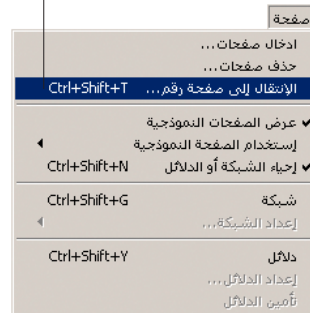 صفحة
ادخال صفحات...
حذف صفحات...
الإنتقال إلى صفحة رقم... Ctrl+Shift+T
عرض الصفحات النموذجية
إستخدام الصفحة النموذجية
إحياء الشبكة أو الدلائل Ctrl+Shift+N
شبكة Ctrl+Shift+G
إعداد الشبكة...
دلائل Ctrl+Shift+Y
إعداد الدلائل...
تأمين الدلائل